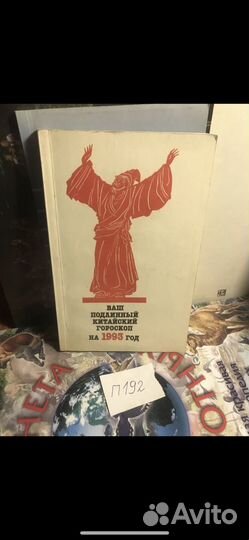 ВАШ
ПОДЛИННЫЙ
КИТАЙСКИЙ
ГОРОСКОП
НА 1993 ГОД
П192
Avito